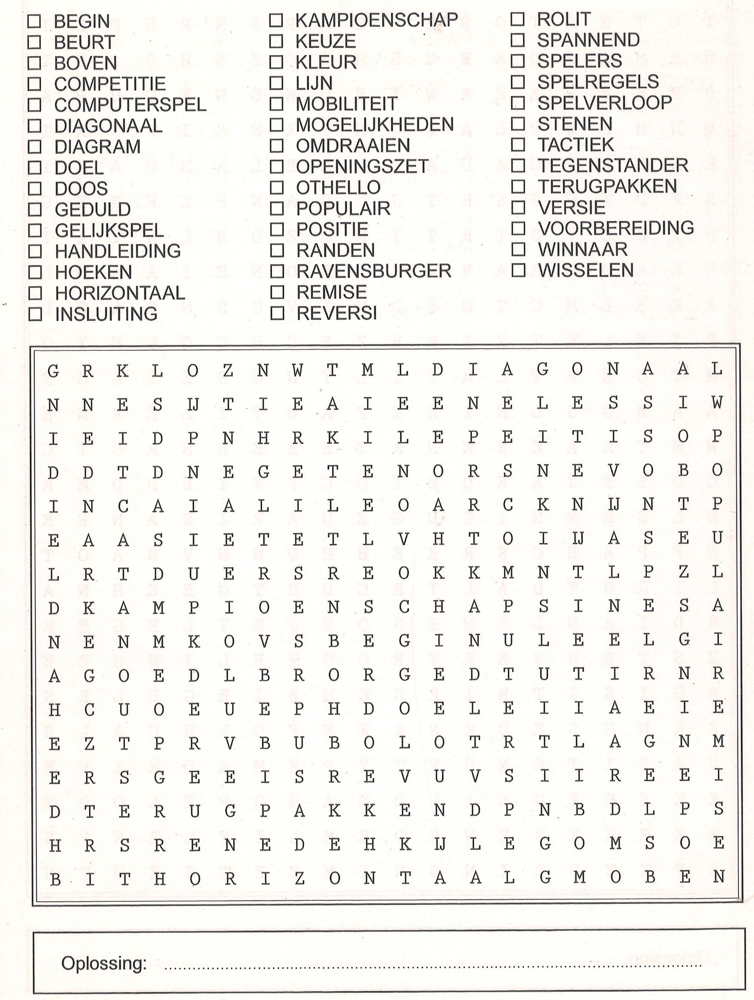 ☐ BEGIN ☐ KAMPIOENSCHAP ☐ ROLIT
☐ BEURT ☐ KEUZE ☐ SPANNEND
☐ BOVEN ☐ KLEUR ☐ SPELERS
☐ COMPETITIE ☐ LIJN ☐ SPELREGELS
☐ COMPUTERSPEL ☐ MOBILITEIT ☐ SPELVERLOOP
☐ DIAGONAAL ☐ MOGELIJKHEDEN ☐ STENEN
☐ DIAGRAM ☐ OMDRAAIEN ☐ TACTIEK
☐ DOEL ☐ OPENINGSZET ☐ TEGENSTANDER
☐ DOOS ☐ OTHELLO ☐ TERUGPAKKEN
☐ GEDULD ☐ POPULAIR ☐ VERSIE
☐ GELIJKSPEL ☐ POSITIE ☐ VOORBEREIDING
☐ HANDLEIDING ☐ RANDEN ☐ WINNAAR
☐ HOEKEN ☐ RAVENSBURGER ☐ WISSELEN
☐ HORIZONTAAL ☐ REMISE
☐ INSLUITING ☐ REVERSI
G R K L O Z N W T M L D I A G O N A A L
N N E S IJ T I E A I E E N E L E S S I W
I E I D P N H R K I L E P E I T I S O P
D D T D N E G E T E N O R S N E V O B O
I N C A I A L I L E O A R C K N IJ N T P
E A A S I E T E T L V H T O I IJ A S E U
L R T D U E R S R E O K K M N T L P Z L
D K A M P I O E N S C H A P S I N E S A
N E N M K O V S B E G I N U L E E L G I
A G O E D L B R O R G E D T U T I R N R
H C U O E U E P H D O E L E I I A E I E
E Z T P R V B U B O L O T R T L A G N M
E R S G E E I S R E V U V S I I R E E I
D T E R U G P A K K E N D P N B D L P S
H R S R E N E D E H K IJ L E G O M S O E
B I T H O R I Z O N T A A L G M O B E N
Oplossing: ..........................................................................................